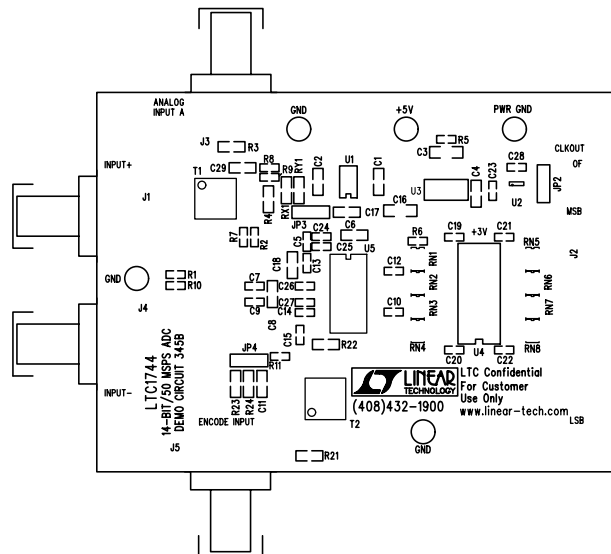 ANALOG
INPUT A
GND
+5V
PWR GND
J3
R3
R5
C3
CLKOUT
OF
INPUT+
C29
R8
T1
R9
RY1
C2
U1
C1
C28
U3
C4
C23
U2
JP2
J1
R4
RX1
JP3
C17
C16
MSB
R7
R2
C5
C24
C25
C6
U5
R6
C19
+3V
C21
RN5
J2
GND
C18
C13
C12
RN1
RN2
RN6
R1
R10
C7
C26
C9
C27
C14
C8
C10
RN3
RN7
J4
C15
R22
RN4
C20
U4
C22
RN8
JP4
R11
INPUT-
LTC1744
14-BIT/50 MSPS ADC
DEMO CIRCUIT 345B
R23
R24
C11
ENCODE INPUT
T2
LINEAR
TECHNOLOGY
(408)432-1900
LTC Confidential
For Customer
Use Only
www.linear-tech.com
LSB
J5
GND
R21